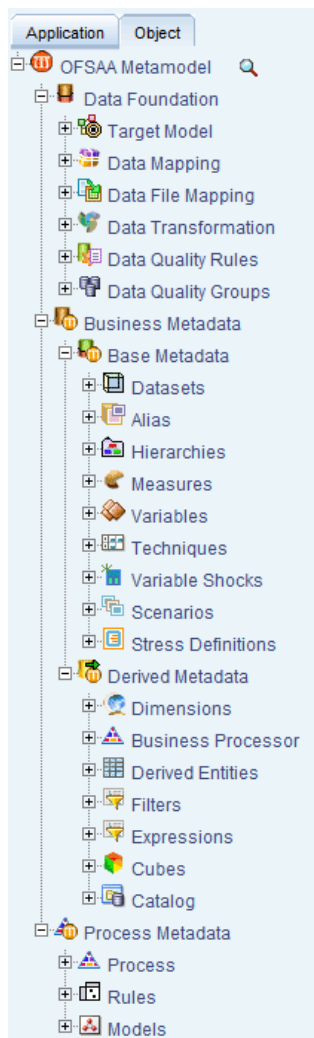 Application Object
OFSAA Metamodel
Data Foundation
Target Model
Data Mapping
Data File Mapping
Data Transformation
Data Quality Rules
Data Quality Groups
Business Metadata
Base Metadata
Datasets
Alias
Hierarchies
Measures
Variables
Techniques
Variable Shocks
Scenarios
Stress Definitions
Derived Metadata
Dimensions
Business Processor
Derived Entities
Filters
Expressions
Cubes
Catalog
Process Metadata
Process
Rules
Models